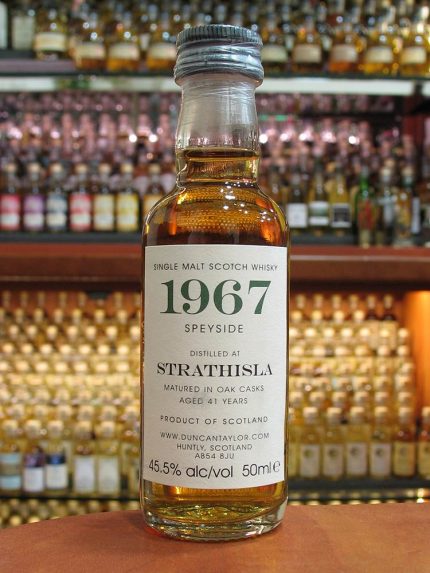 SINGLE MALT SCOTCH WHISKY
1967
SPEYSIDE
DISTILLED AT
STRATHISLA
MATURED IN OAK CASKS
AGED 41 YEARS
PRODUCT OF SCOTLAND
WWW.DUNCANTAYLOR.COM
HUNTLY, SCOTLAND
AB54 8JU
45.5% alc/vol 50ml e